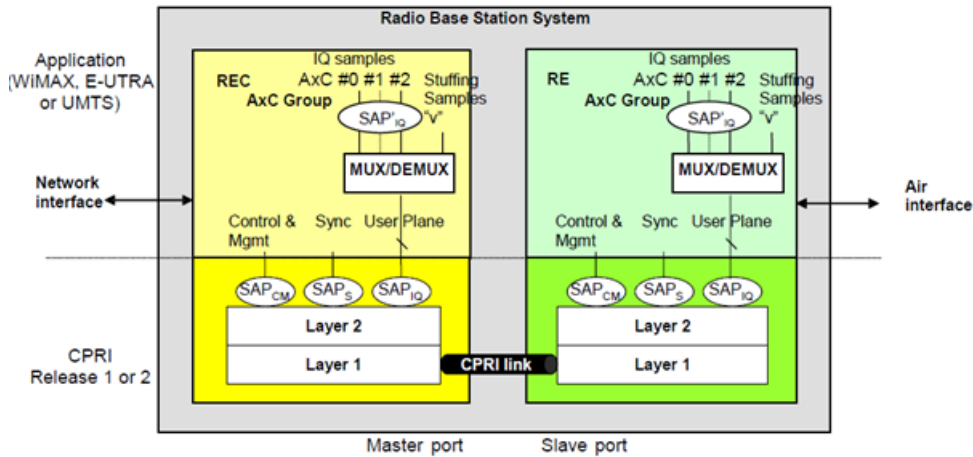 Radio Base Station System
Application
(WiMAX, E-UTRA
or UMTS)
REC
IQ samples
AxC #0 #1 #2
AxC Group
Stuffing
Samples
"v"
SAP'IQ
MUX/DEMUX
RE
IQ samples
AxC #0 #1 #2
AxC Group
Stuffing
Samples
"v"
SAP'IQ
MUX/DEMUX
Network
interface
Air
interface
Control &
Mgmt
Sync
User Plane
Control &
Mgmt
Sync
User Plane
SAPCM
SAPS
SAPIQ
SAPCM
SAPS
SAPIQ
Layer 2
Layer 2
CPRI
Release 1 or 2
Layer 1
CPRI link
Layer 1
Master port
Slave port